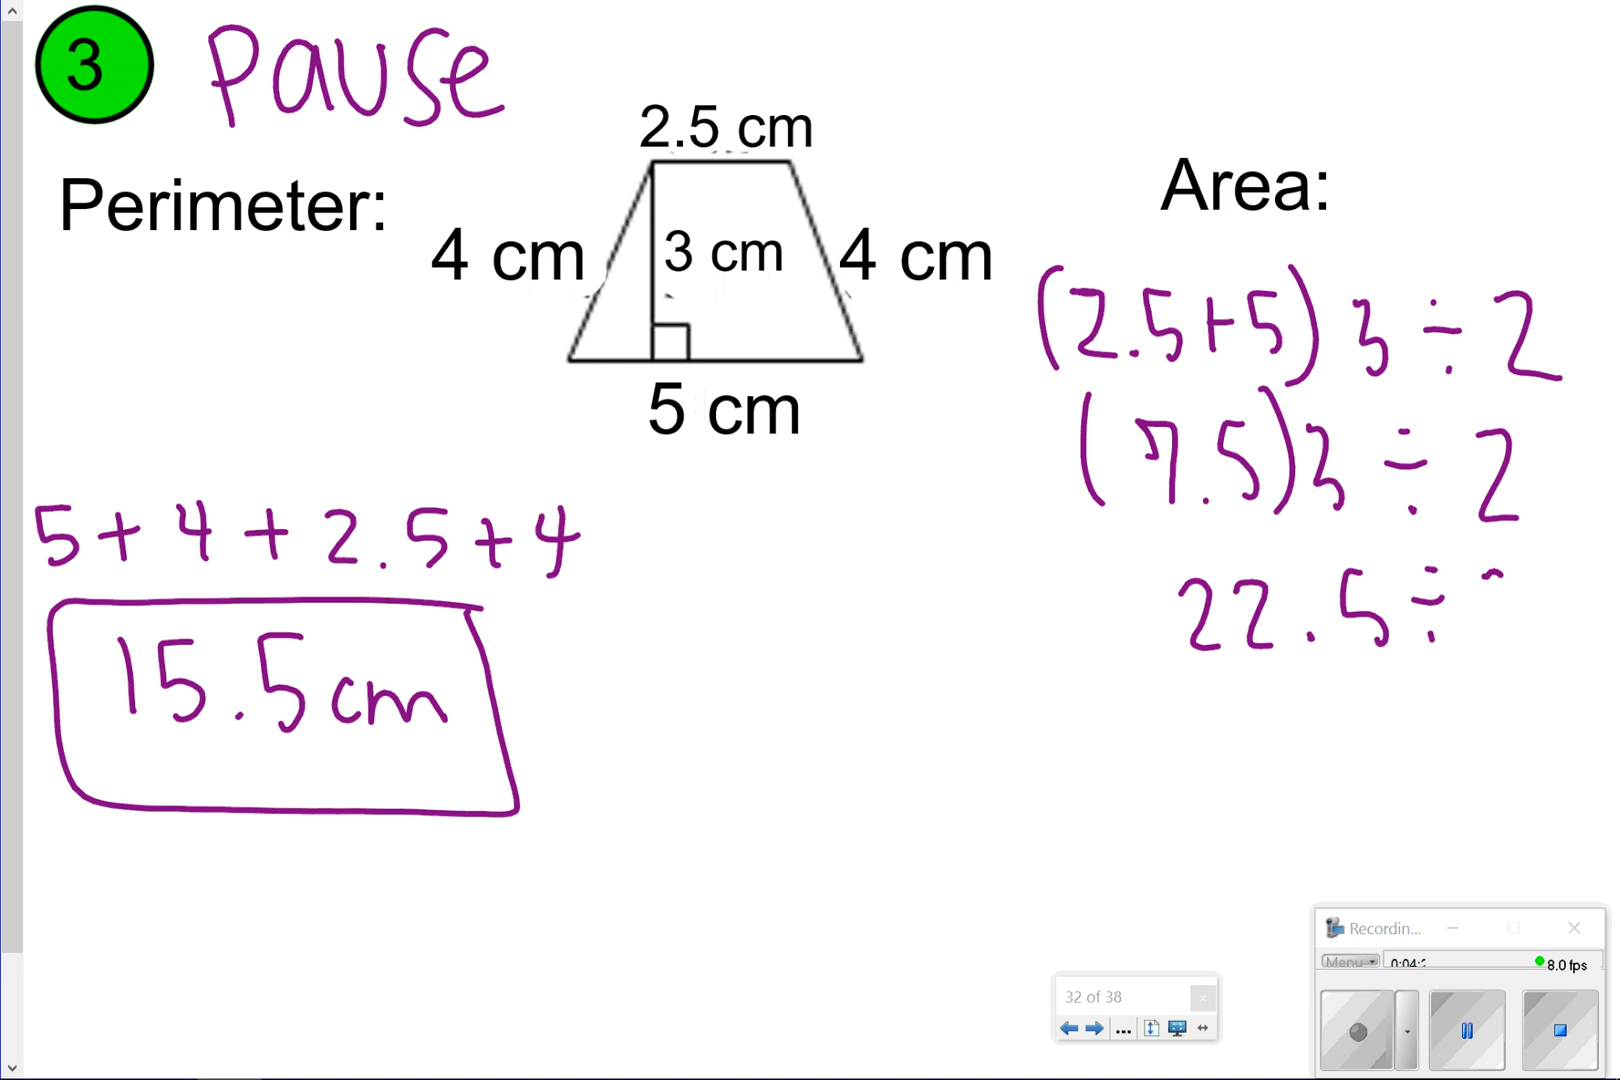 3 Pause
2.5 cm
Perimeter:
Area:
4 cm
3 cm
4 cm
5 cm
(2.5+5) 3 ÷ 2
(7.5) 3 ÷ 2
5 + 4 + 2.5 + 4
22.5 ÷
15.5 cm
Recordin...
Menu
8.0 fps
32 of 38
...